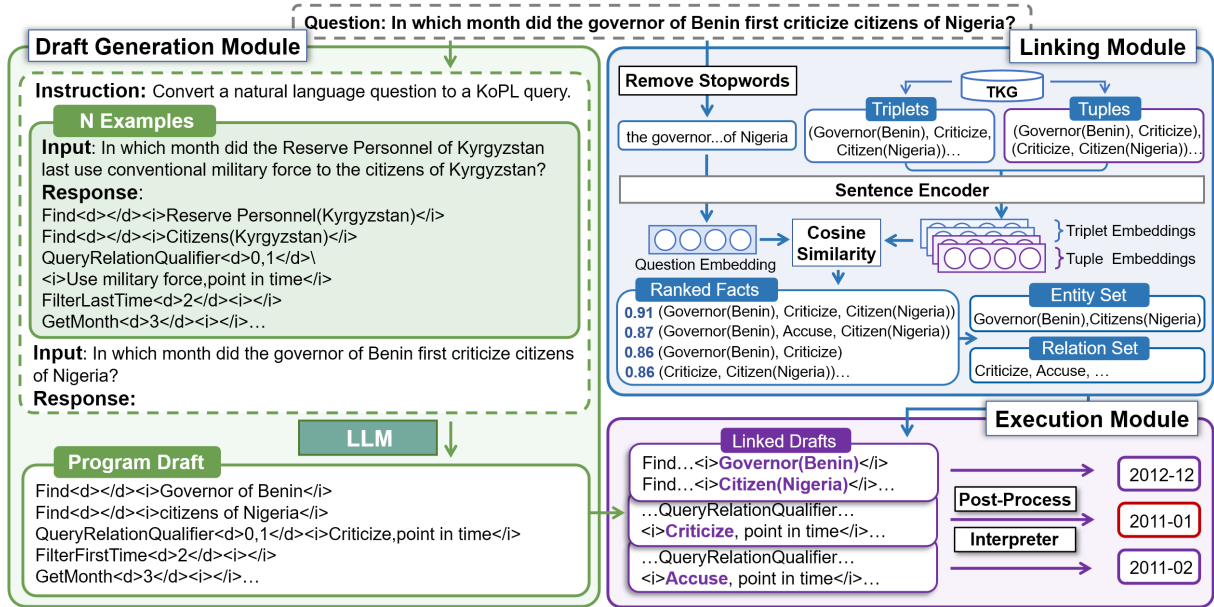 Question: In which month did the governor of Benin first criticize citizens of Nigeria?
Draft Generation Module
Instruction: Convert a natural language question to a KoPL query.
N Examples
Input: In which month did the Reserve Personnel of Kyrgyzstan
last use conventional military force to the citizens of Kyrgyzstan?
Response:
Find<d></d><i>Reserve Personnel(Kyrgyzstan)</i>
Find<d></d><i>Citizens(Kyrgyzstan)</i>
QueryRelationQualifier<d>0,1</d>\
<i>Use military force,point in time</i>
FilterLastTime<d>2</d><i></i>
GetMonth<d>3</d><i></i>…
Input: In which month did the governor of Benin first criticize citizens
of Nigeria?
Response:
LLM
Program Draft
Find<d></d><i>Governor of Benin</i>
Find<d></d><i>citizens of Nigeria</i>
QueryRelationQualifier<d>0,1</d><i>Criticize,point in time</i>
FilterFirstTime<d>2</d><i></i>
GetMonth<d>3</d><i></i>…
Linking Module
Remove Stopwords
the governor...of Nigeria
TKG
Triplets
(Governor(Benin), Criticize,
Citizen(Nigeria))…
Tuples
(Governor(Benin), Criticize),
(Criticize, Citizen(Nigeria))…
Sentence Encoder
Question Embedding
Cosine
Similarity
Triplet Embeddings
Tuple Embeddings
Ranked Facts
0.91 (Governor(Benin), Criticize, Citizen(Nigeria))
0.87 (Governor(Benin), Accuse, Citizen(Nigeria))
0.86 (Governor(Benin), Criticize)
0.86 (Criticize, Citizen(Nigeria))…
Entity Set
Governor(Benin),Citizens(Nigeria)
Relation Set
Criticize, Accuse, …
Execution Module
Linked Drafts
Find…<i>Governor(Benin)</i>
Find…<i>Citizen(Nigeria)</i>…
…QueryRelationQualifier…
<i>Criticize, point in time</i>…
…QueryRelationQualifier…
<i>Accuse, point in time</i>…
Post-Process
Interpreter
2012-12
2011-01
2011-02